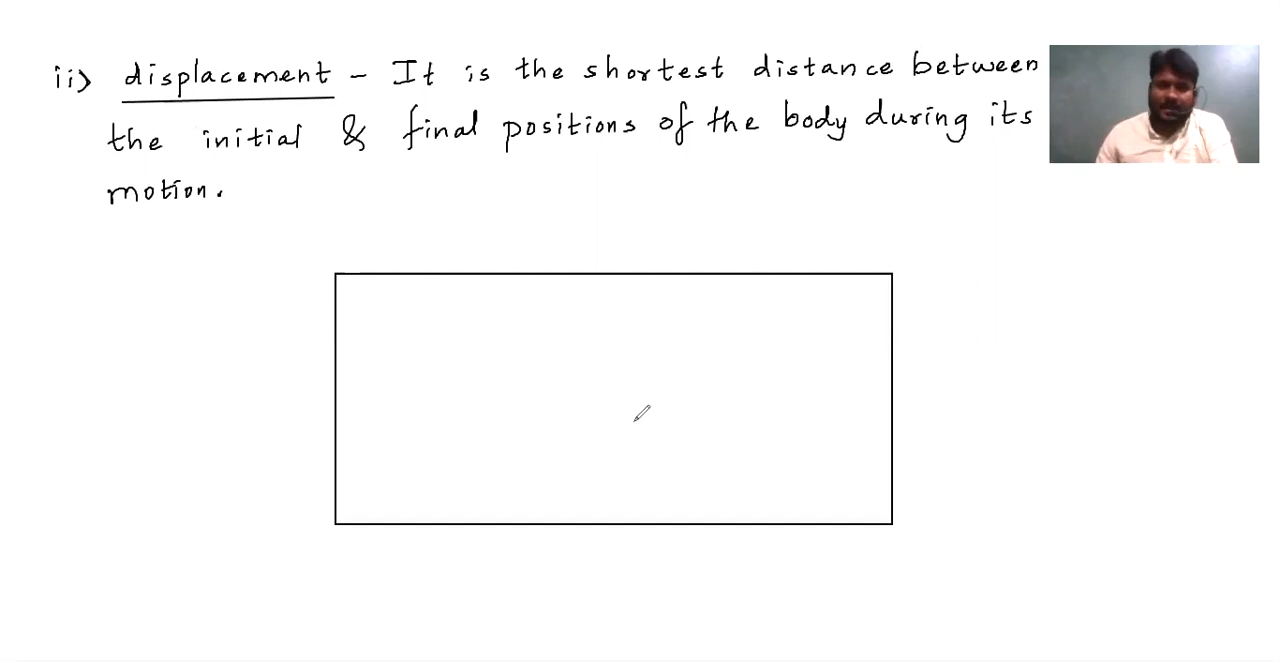 ii) displacement - It is the shortest distance between
the initial & final positions of the body during its
motion.